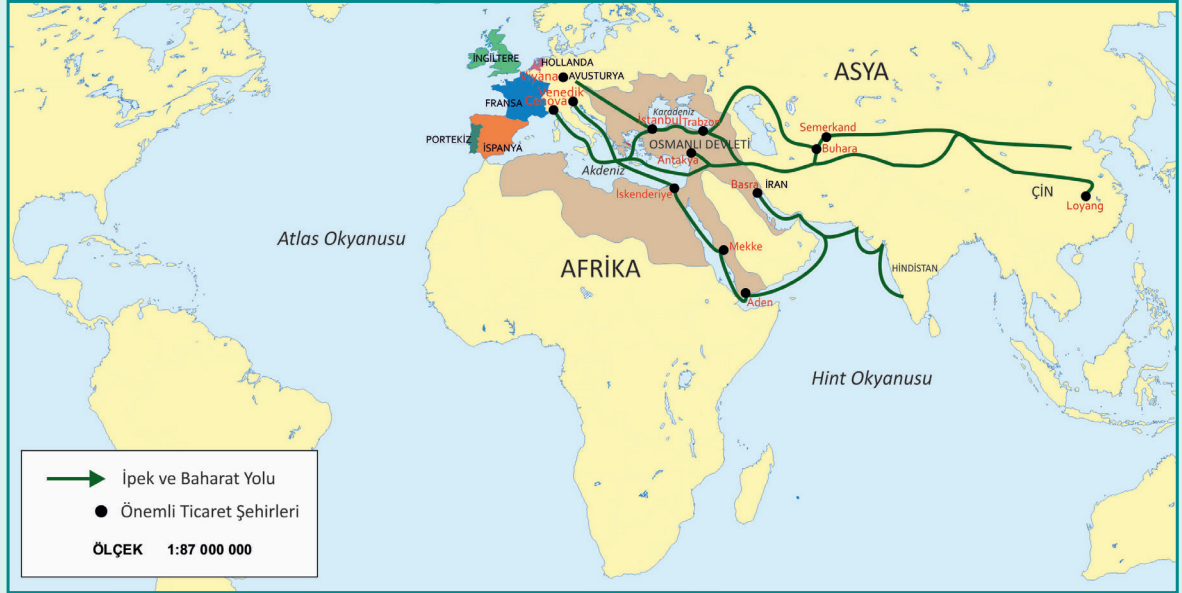 İNGİLTERE
HOLLANDA
Viyana
AVUSTURYA
Venedik
FRANSA
Cenova
PORTEKİZ
İSPANYA
Karadeniz
İstanbul
Trabzon
OSMANLI DEVLETİ
Antakya
Akdeniz
İskenderiye
ASYA
Semerkand
Buhara
Basra
İRAN
ÇİN
Loyang
Atlas Okyanusu
AFRİKA
Mekke
Aden
HİNDİSTAN
Hint Okyanusu
İpek ve Baharat Yolu
Önemli Ticaret Şehirleri
ÖLÇEK 1:87 000 000